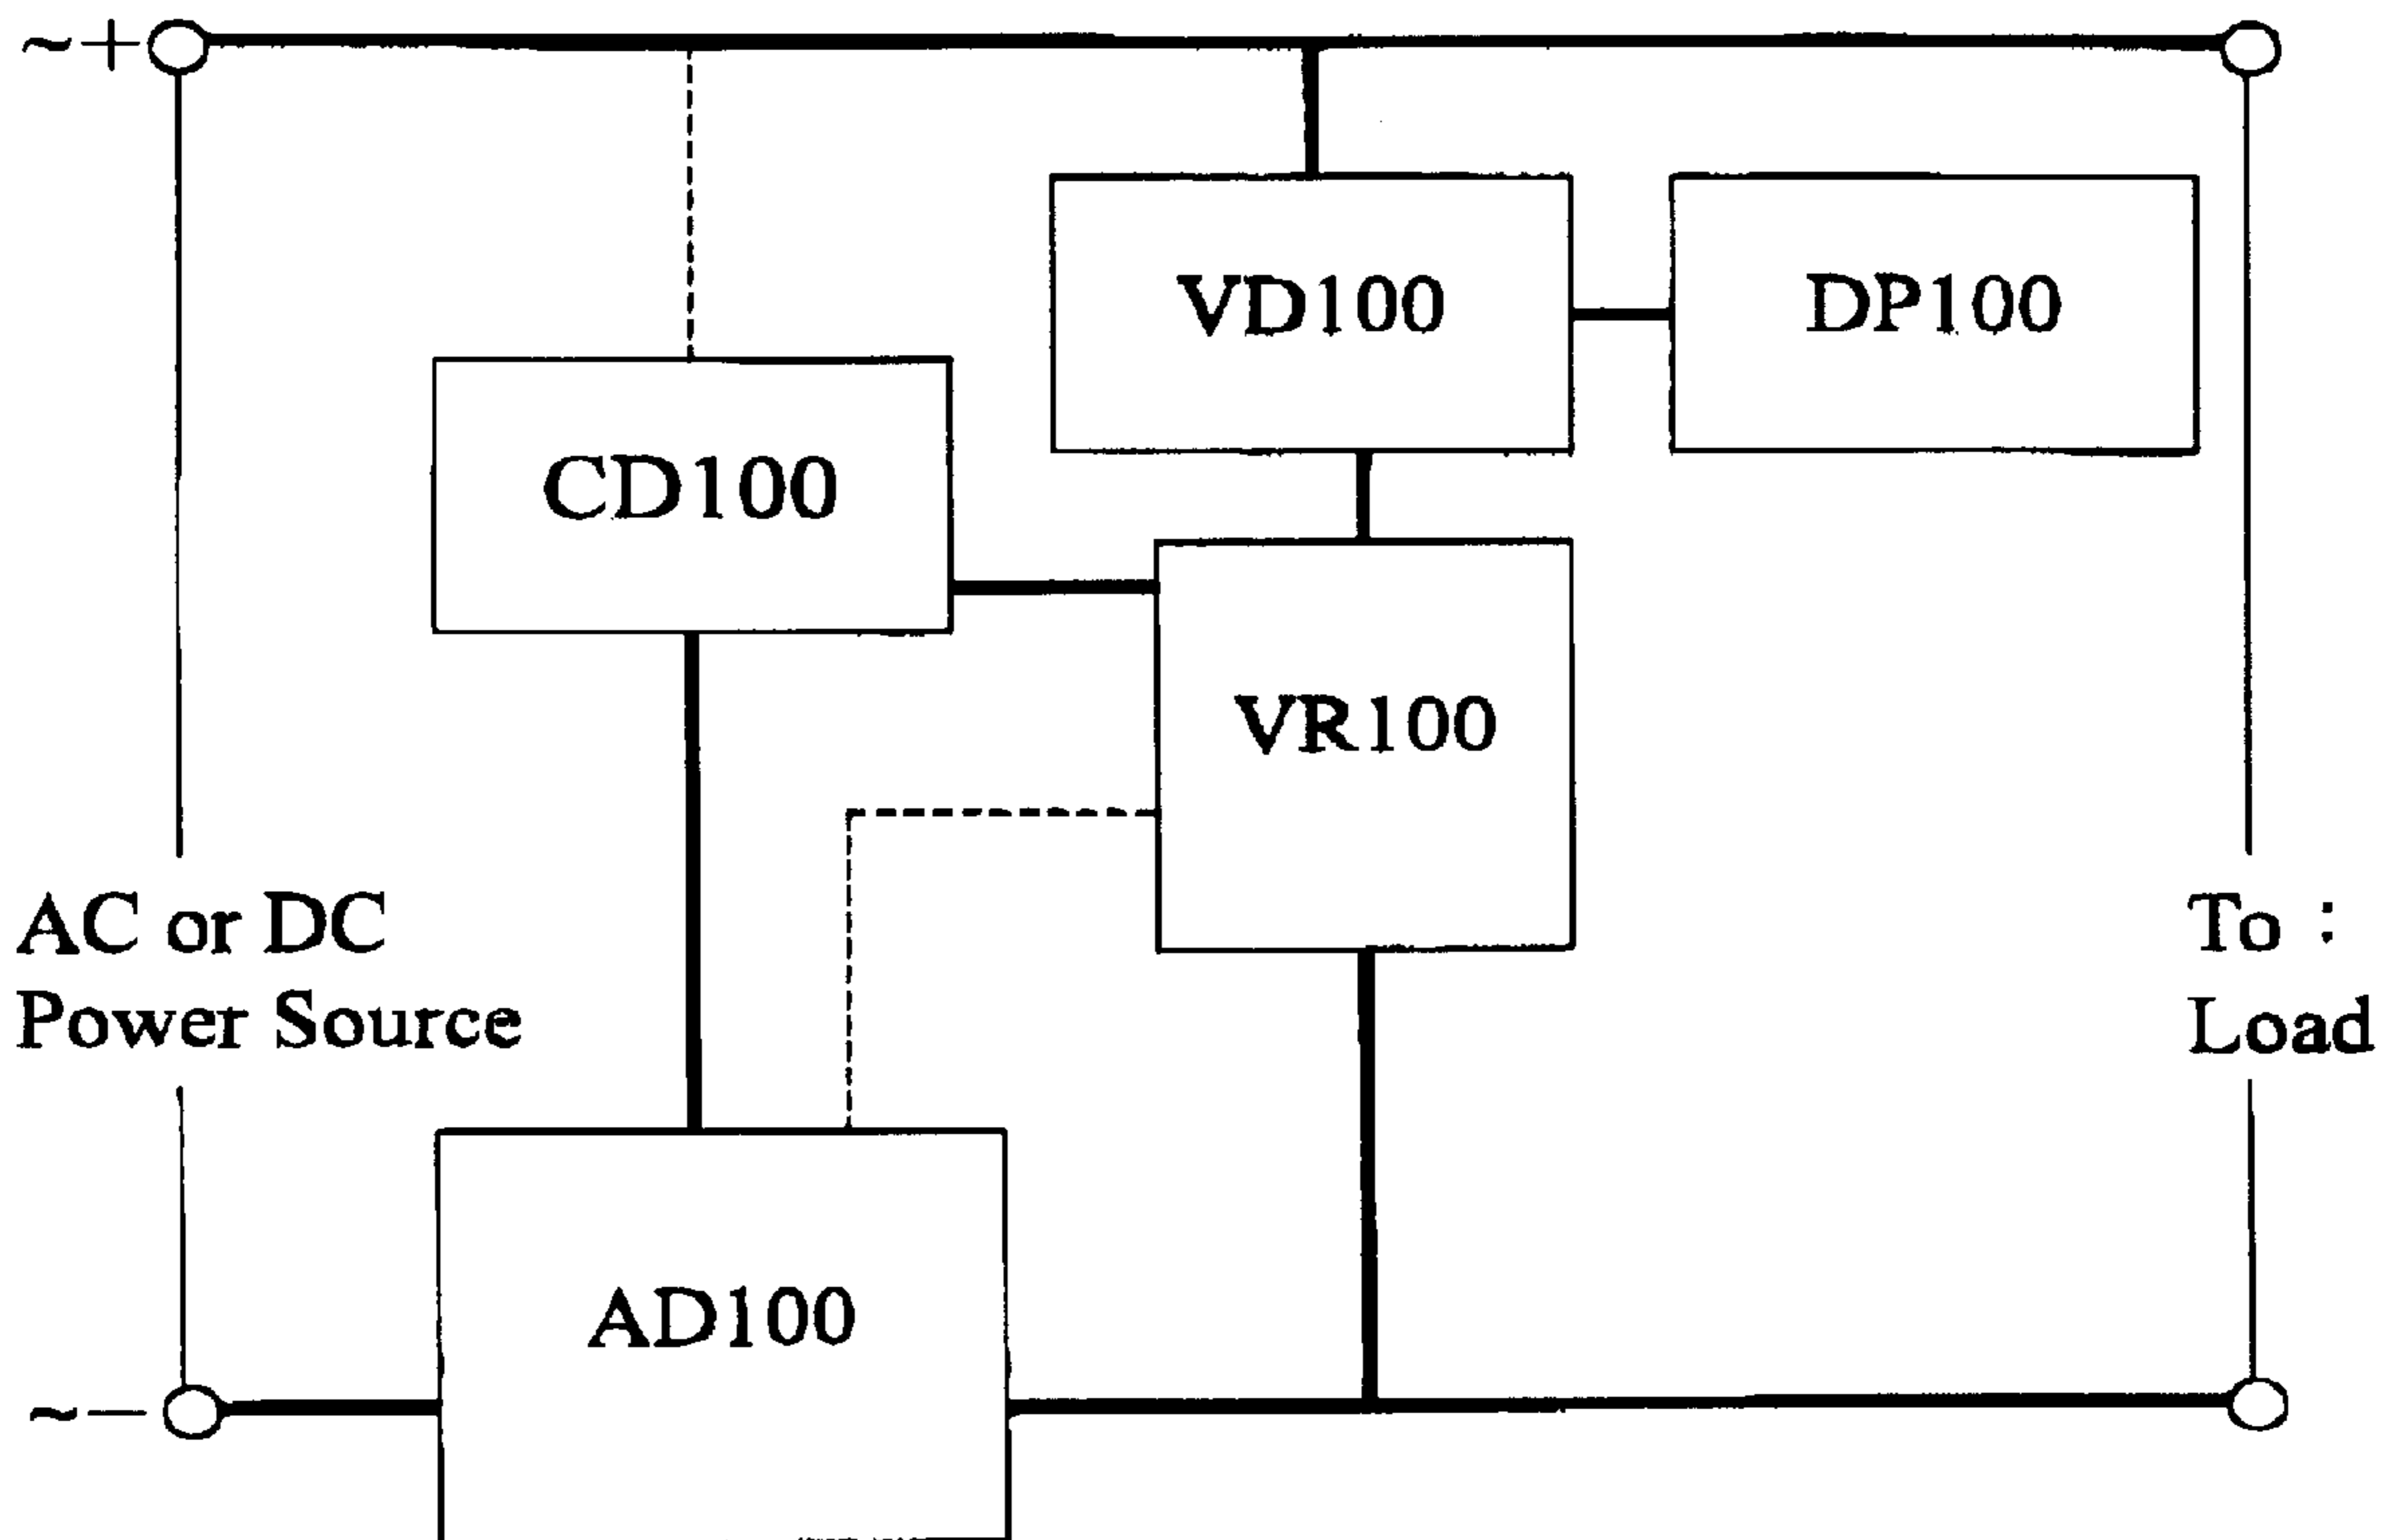 ~+
VD100
DP100
CD100
VR100
AC or DC
Power Source
To :
Load
AD100
~−